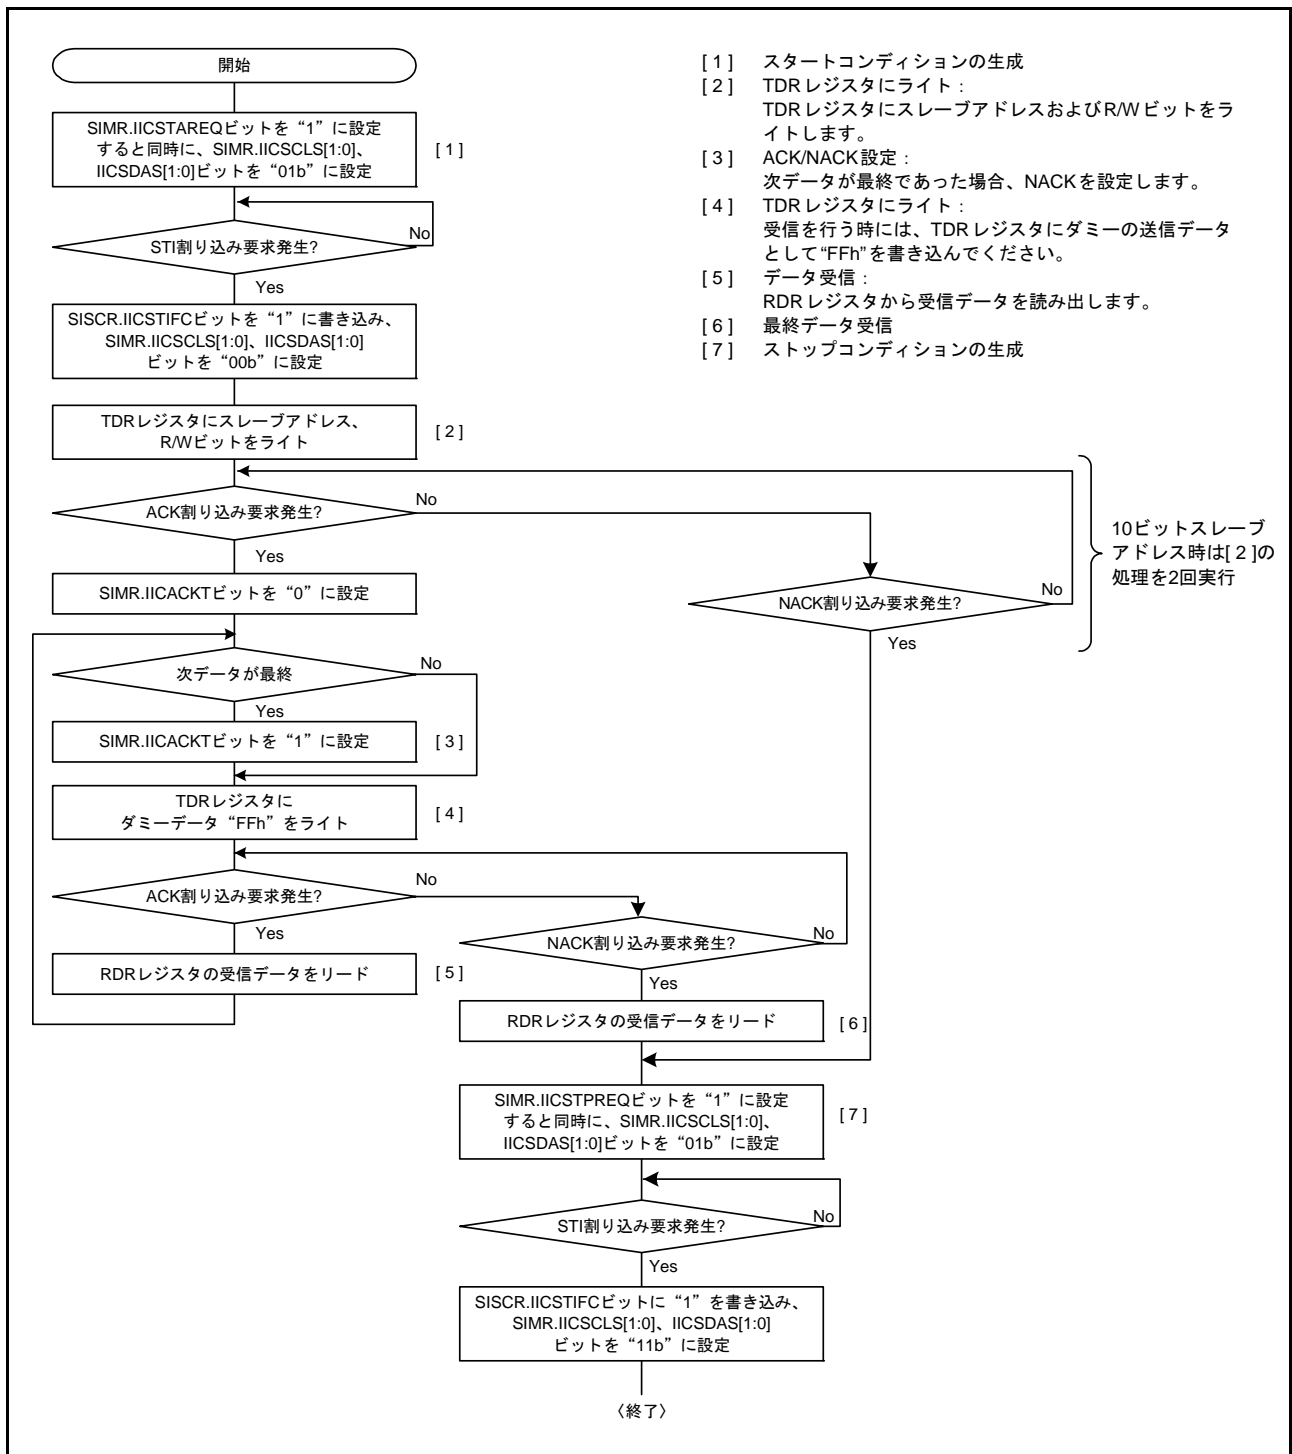 開始
SIMR.IICSTAREQビットを“1”に設定
すると同時に、SIMR.IICSCLS[1:0]、
IICSDAS[1:0]ビットを“01b”に設定
[ 1 ]
No
STI割り込み要求発生?
Yes
SISCR.IICSTIFCビットを“1”に書き込み、
SIMR.IICSCLS[1:0]、IICSDAS[1:0]
ビットを“00b”に設定
TDRレジスタにスレーブアドレス、
R/Wビットをライト
[ 2 ]
ACK割り込み要求発生?
No
Yes
SIMR.IICACKTビットを“0”に設定
NACK割り込み要求発生?
No
Yes
10ビットスレーブ
アドレス時は[ 2 ]の
処理を2回実行
次データが最終
No
Yes
SIMR.IICACKTビットを“1”に設定
[ 3 ]
TDRレジスタに
ダミーデータ“FFh”をライト
[ 4 ]
ACK割り込み要求発生?
No
Yes
NACK割り込み要求発生?
No
Yes
RDRレジスタの受信データをリード
[ 5 ]
RDRレジスタの受信データをリード
[ 6 ]
SIMR.IICSTPREQビットを“1”に設定
すると同時に、SIMR.IICSCLS[1:0]、
IICSDAS[1:0]ビットを“01b”に設定
[ 7 ]
STI割り込み要求発生?
No
Yes
SISCR.IICSTIFCビットに“1”を書き込み、
SIMR.IICSCLS[1:0]、IICSDAS[1:0]
ビットを“11b”に設定
〈終了〉
[ 1 ] スタートコンディションの生成
[ 2 ] TDRレジスタにライト：
TDRレジスタにスレーブアドレスおよびR/Wビットをラ
イトします。
[ 3 ] ACK/NACK設定：
次データが最終であった場合、NACKを設定します。
[ 4 ] TDRレジスタにライト：
受信を行う時には、TDRレジスタにダミーの送信データ
として“FFh”を書き込んでください。
[ 5 ] データ受信：
RDRレジスタから受信データを読み出します。
[ 6 ] 最終データ受信
[ 7 ] ストップコンディションの生成